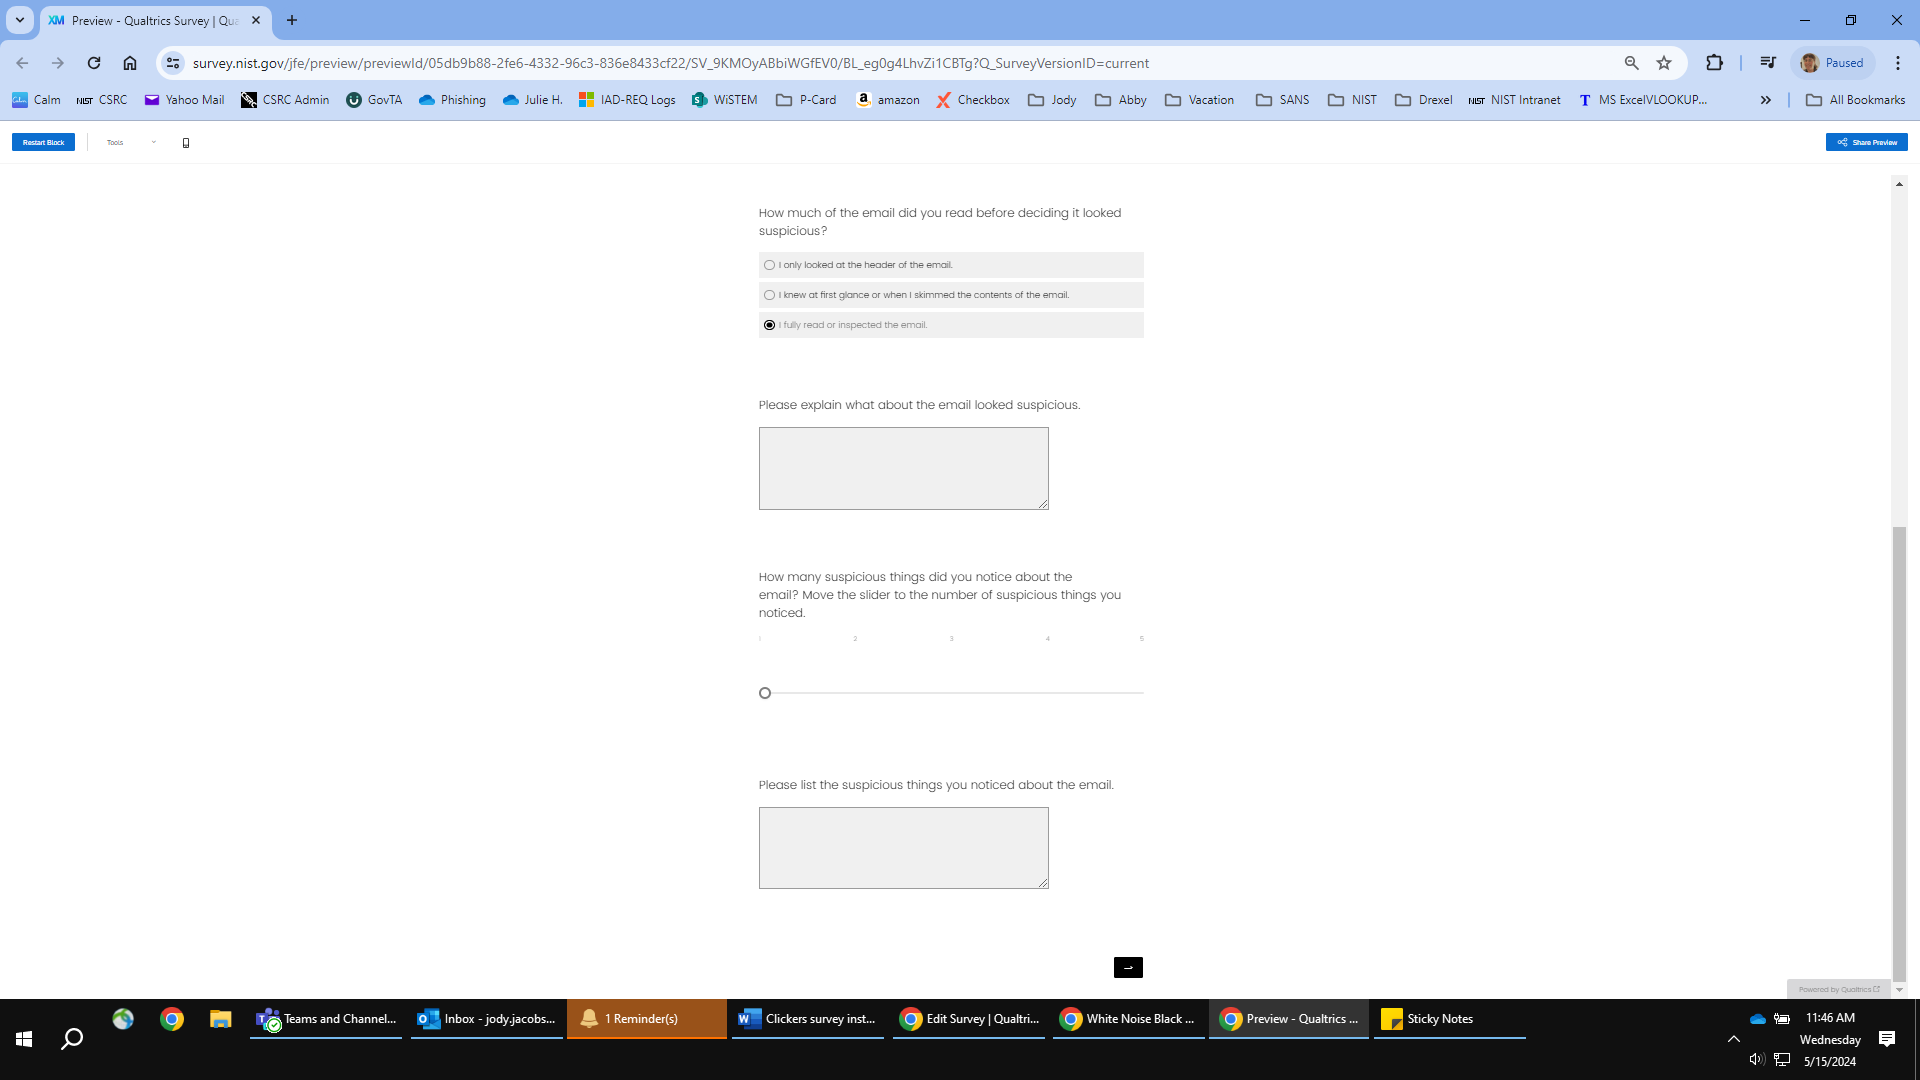 XM Preview - Qualtrics Survey | Qua
survey.nist.gov/jfe/preview/previewId/05db9b88-2fe6-4332-96c3-836e8433cf22/SV_9KMOyABbiWGfEV0/BL_eg0g4LhvZi1CBTg?Q_SurveyVersionID=current
Paused
Calm NIST CSRC Yahoo Mail CSRC Admin GovTA Phishing Julie H. IAD-REQ Logs WiSTEM P-Card amazon Checkbox Jody Abby Vacation SANS NIST Drexel NIST NIST Intranet MS ExcelVLOOKUP... All Bookmarks
Restart Block Tools Share Preview
How much of the email did you read before deciding it looked
suspicious?
I only looked at the header of the email.
I knew at first glance or when I skimmed the contents of the email.
I fully read or inspected the email.
Please explain what about the email looked suspicious.
How many suspicious things did you notice about the
email? Move the slider to the number of suspicious things you
noticed.
1 2 3 4 5
Please list the suspicious things you noticed about the email.
Powered by Qualtrics
Teams and Channel... Inbox - jody.jacobs... 1 Reminder(s) Clickers survey inst... Edit Survey | Qualtri... White Noise Black ... Preview - Qualtrics ... Sticky Notes
11:46 AM
Wednesday
5/15/2024